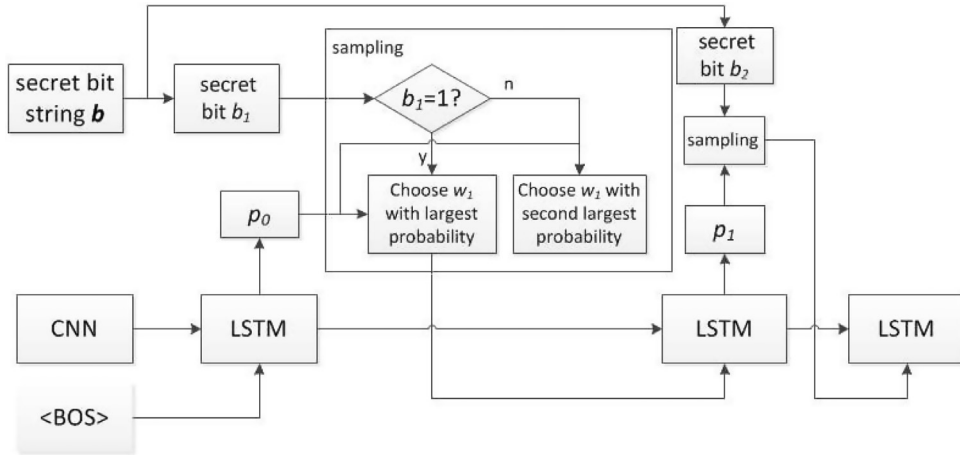 sampling
secret bit
string b
secret
bit b₁
b₁=1?
n
y
secret
bit b₂
sampling
Choose w₁
with largest
probability
Choose w₁ with
second largest
probability
p₀
p₁
CNN
LSTM
LSTM
LSTM
<BOS>